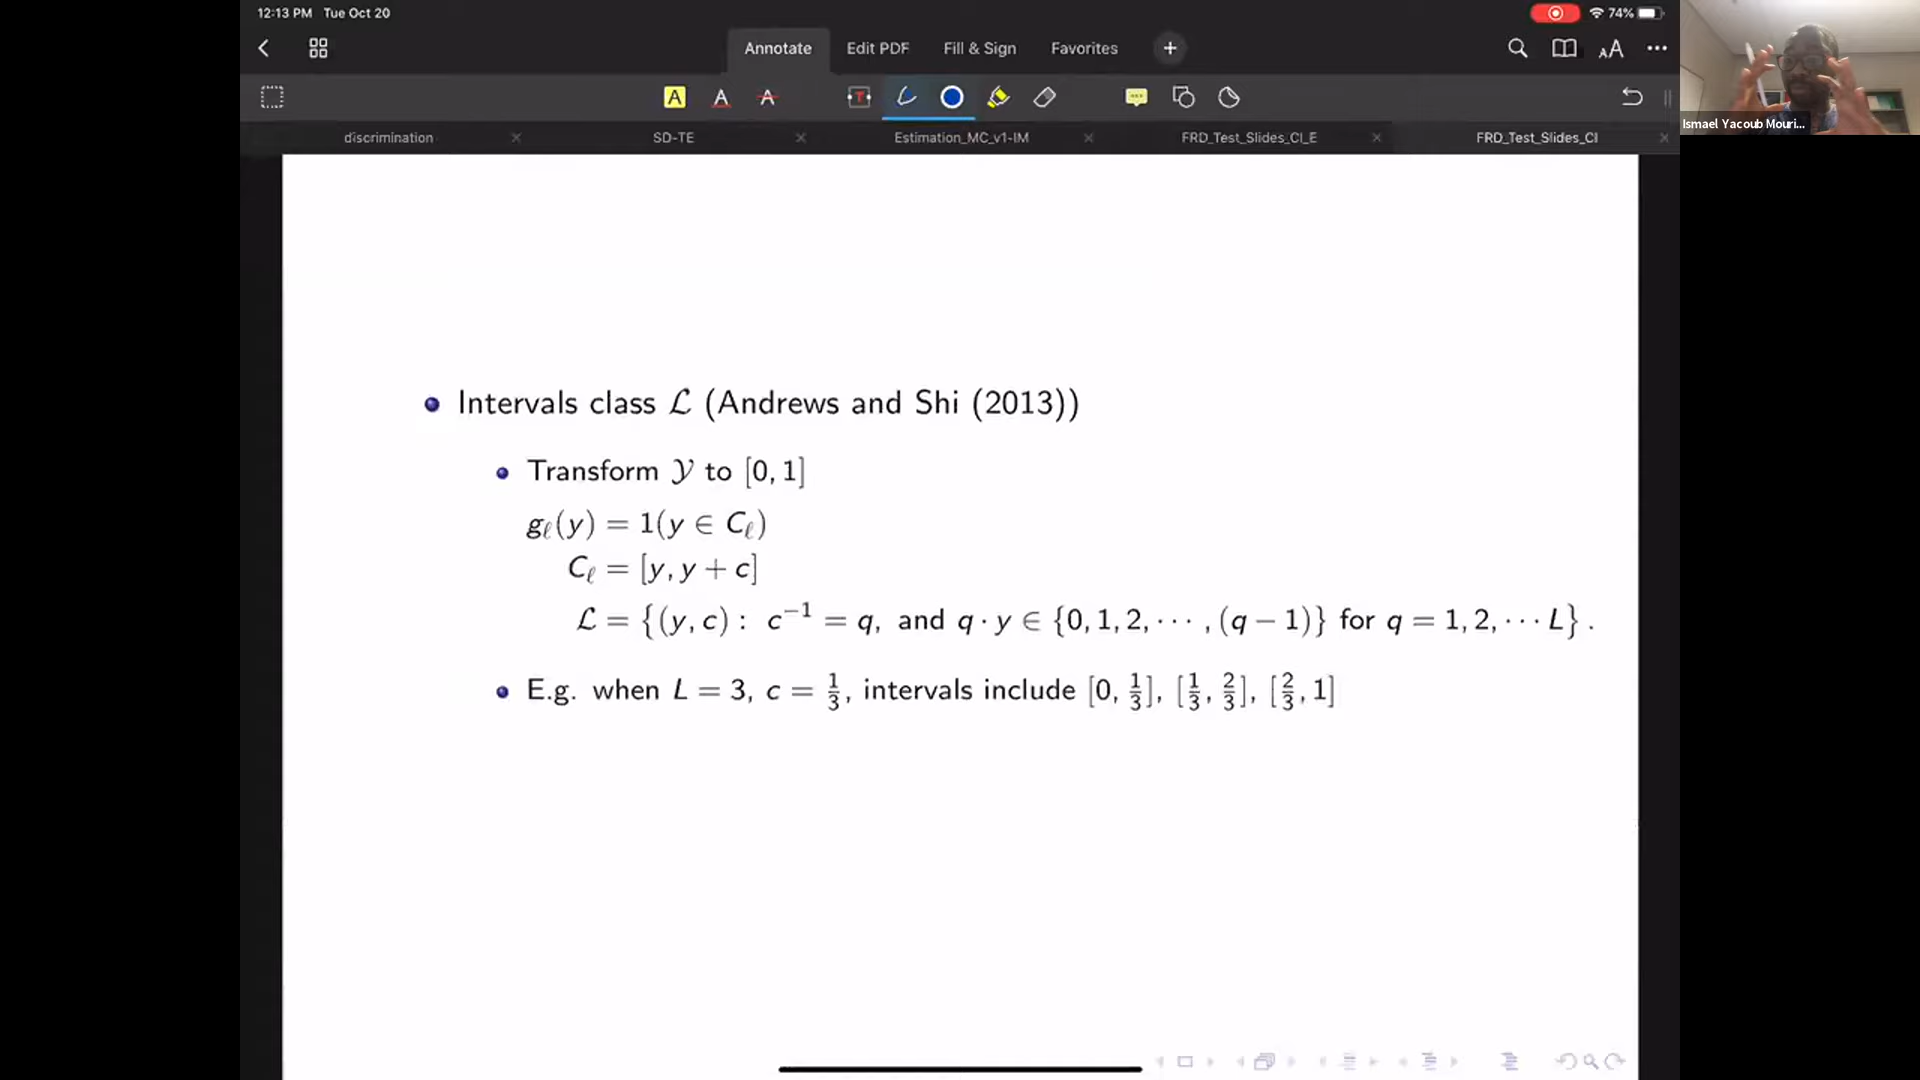 12:13 PM Tue Oct 20
74%
Annotate Edit PDF Fill & Sign Favorites
discrimination SD-TE Estimation_MC_v1-IM FRD_Test_Slides_CI_E FRD_Test_Slides_CI
Ismael Yacoub Mouri...
Intervals class ℒ (Andrews and Shi (2013))
Transform 𝒴 to [0, 1]
g_ℓ(y) = 1(y ∈ C_ℓ)
C_ℓ = [y, y + c]
ℒ = {(y, c) : c⁻¹ = q, and q · y ∈ {0, 1, 2, ⋯ , (q − 1)} for q = 1, 2, ⋯ L} .
E.g. when L = 3, c = 1/3, intervals include [0, 1/3], [1/3, 2/3], [2/3, 1]